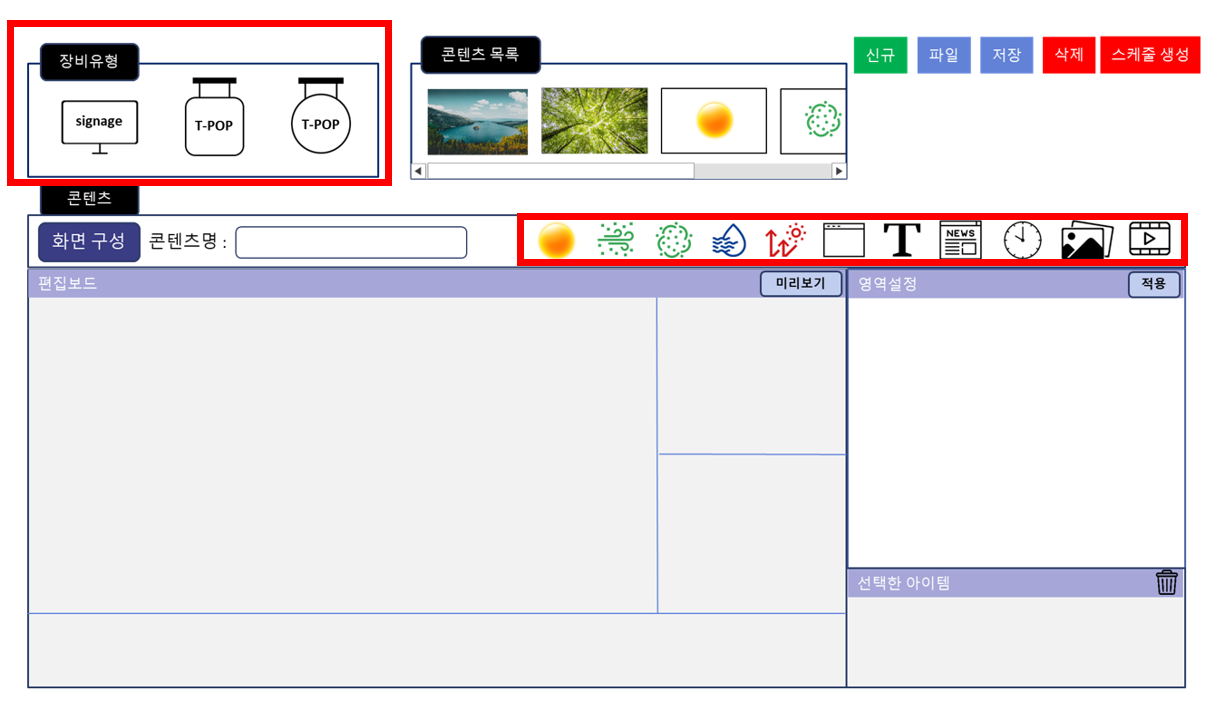 장비유형
signage
T-POP
T-POP
콘텐츠 목록
신규
파일
저장
삭제
스케줄 생성
콘텐츠
화면 구성
콘텐츠명 :
T
NEWS
편집보드
미리보기
영역설정
적용
선택한 아이템